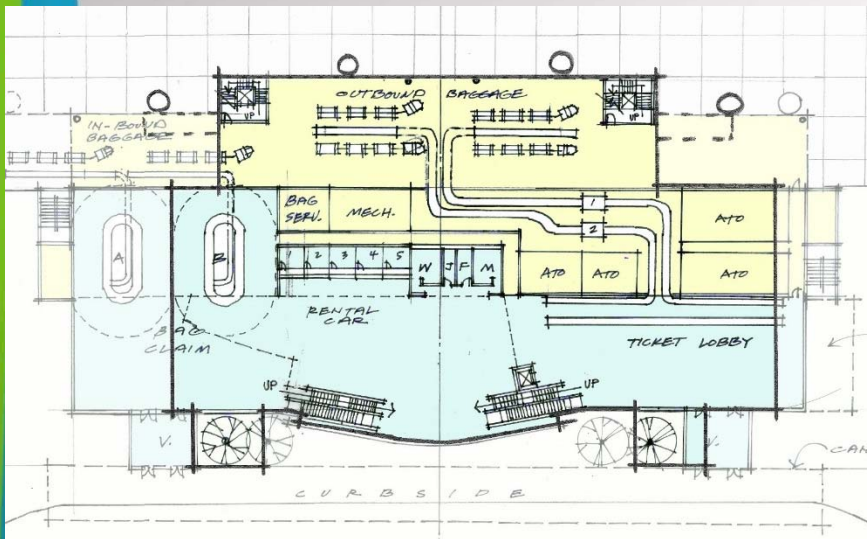 OUTBOUND BAGGAGE
UP
UP
IN-BOUND
BAGGAGE
BAG
SERV.
MECH.
1
2
ATO
ATO
ATO
ATO
A
B
1 2 3 4 5
W J F M
RENTAL
CAR
BAG
CLAIM
TICKET LOBBY
UP
UP
V.
V.
CURBSIDE